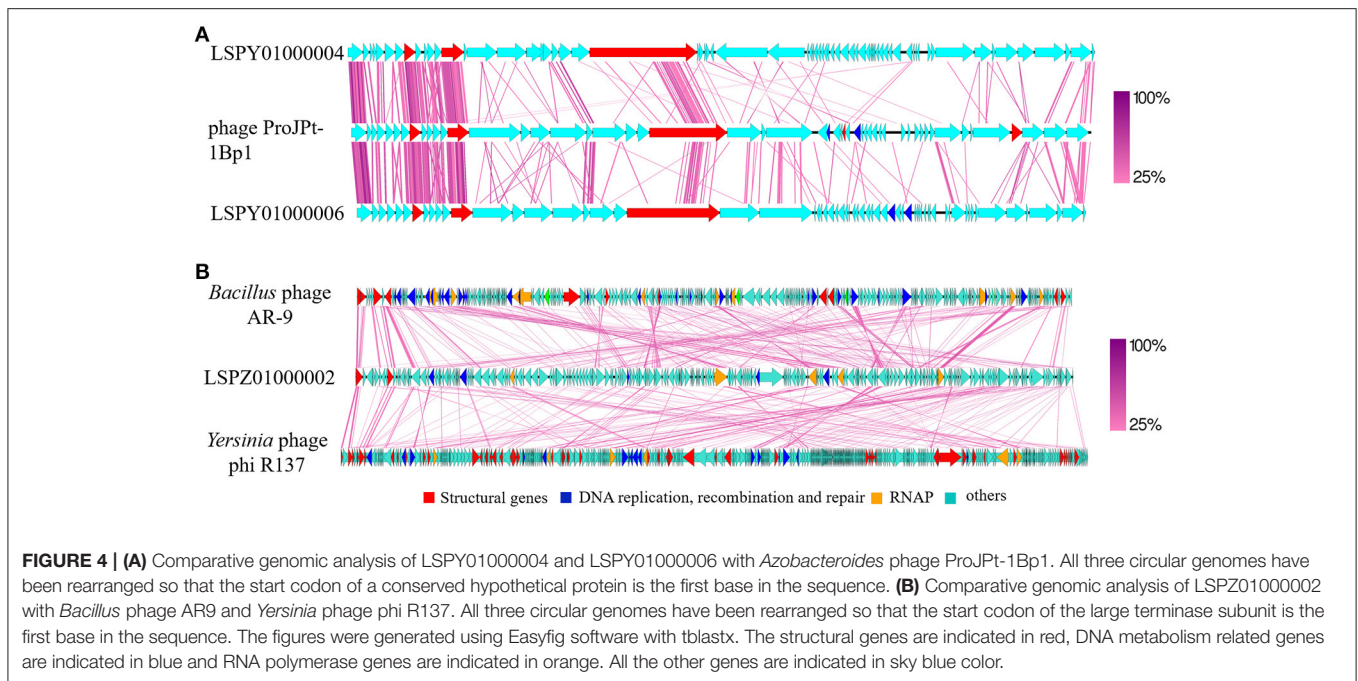 A
LSPY01000004
phage ProJPt-
1Bp1
LSPY01000006
100%
25%
B
Bacillus phage
AR-9
LSPZ01000002
Yersinia phage
phi R137
100%
25%
Structural genes DNA replication, recombination and repair RNAP others
FIGURE 4 | (A) Comparative genomic analysis of LSPY01000004 and LSPY01000006 with Azobacteroides phage ProJPt-1Bp1. All three circular genomes have
been rearranged so that the start codon of a conserved hypothetical protein is the first base in the sequence. (B) Comparative genomic analysis of LSPZ01000002
with Bacillus phage AR9 and Yersinia phage phi R137. All three circular genomes have been rearranged so that the start codon of the large terminase subunit is the
first base in the sequence. The figures were generated using Easyfig software with tblastx. The structural genes are indicated in red, DNA metabolism related genes
are indicated in blue and RNA polymerase genes are indicated in orange. All the other genes are indicated in sky blue color.